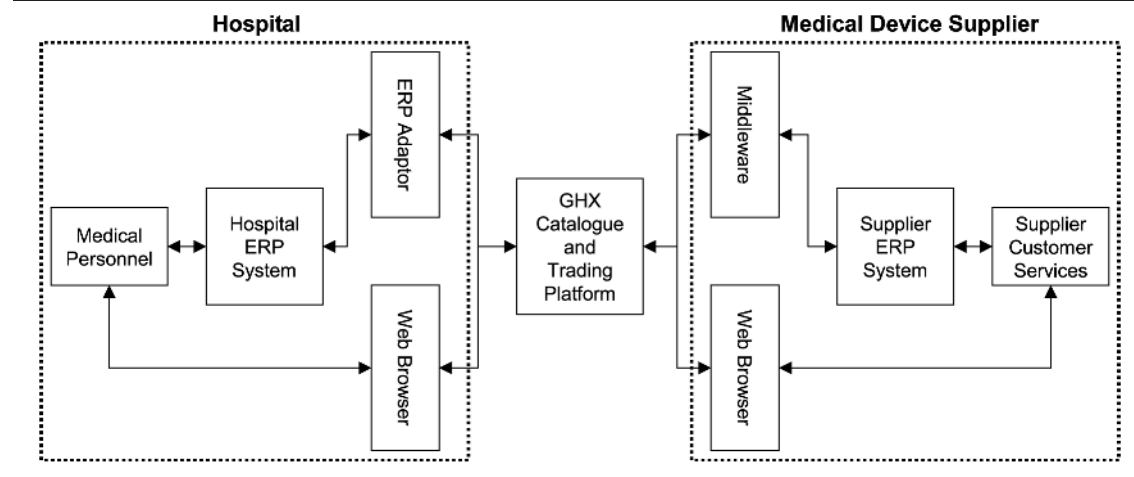 Hospital
Medical Device Supplier
ERP Adaptor
Middleware
Medical
Personnel
Hospital
ERP
System
GHX
Catalogue
and
Trading
Platform
Supplier
ERP
System
Supplier
Customer
Services
Web Browser
Web Browser